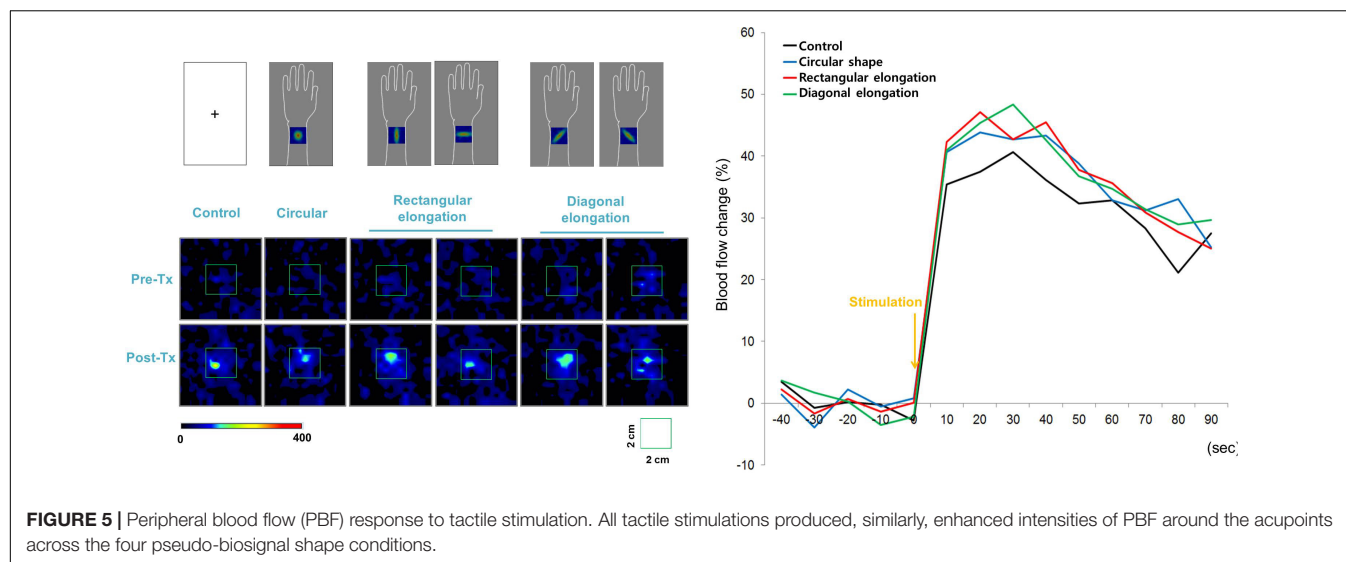 Control
Circular
Rectangular
elongation
Diagonal
elongation
Pre-Tx
Post-Tx
0
400
2 cm
2 cm
60
50
40
30
20
10
0
-10
Blood flow change (%)
Control
Circular shape
Rectangular elongation
Diagonal elongation
Stimulation
-40 -30 -20 -10 0 10 20 30 40 50 60 70 80 90
(sec)
FIGURE 5 | Peripheral blood flow (PBF) response to tactile stimulation. All tactile stimulations produced, similarly, enhanced intensities of PBF around the acupoints
across the four pseudo-biosignal shape conditions.